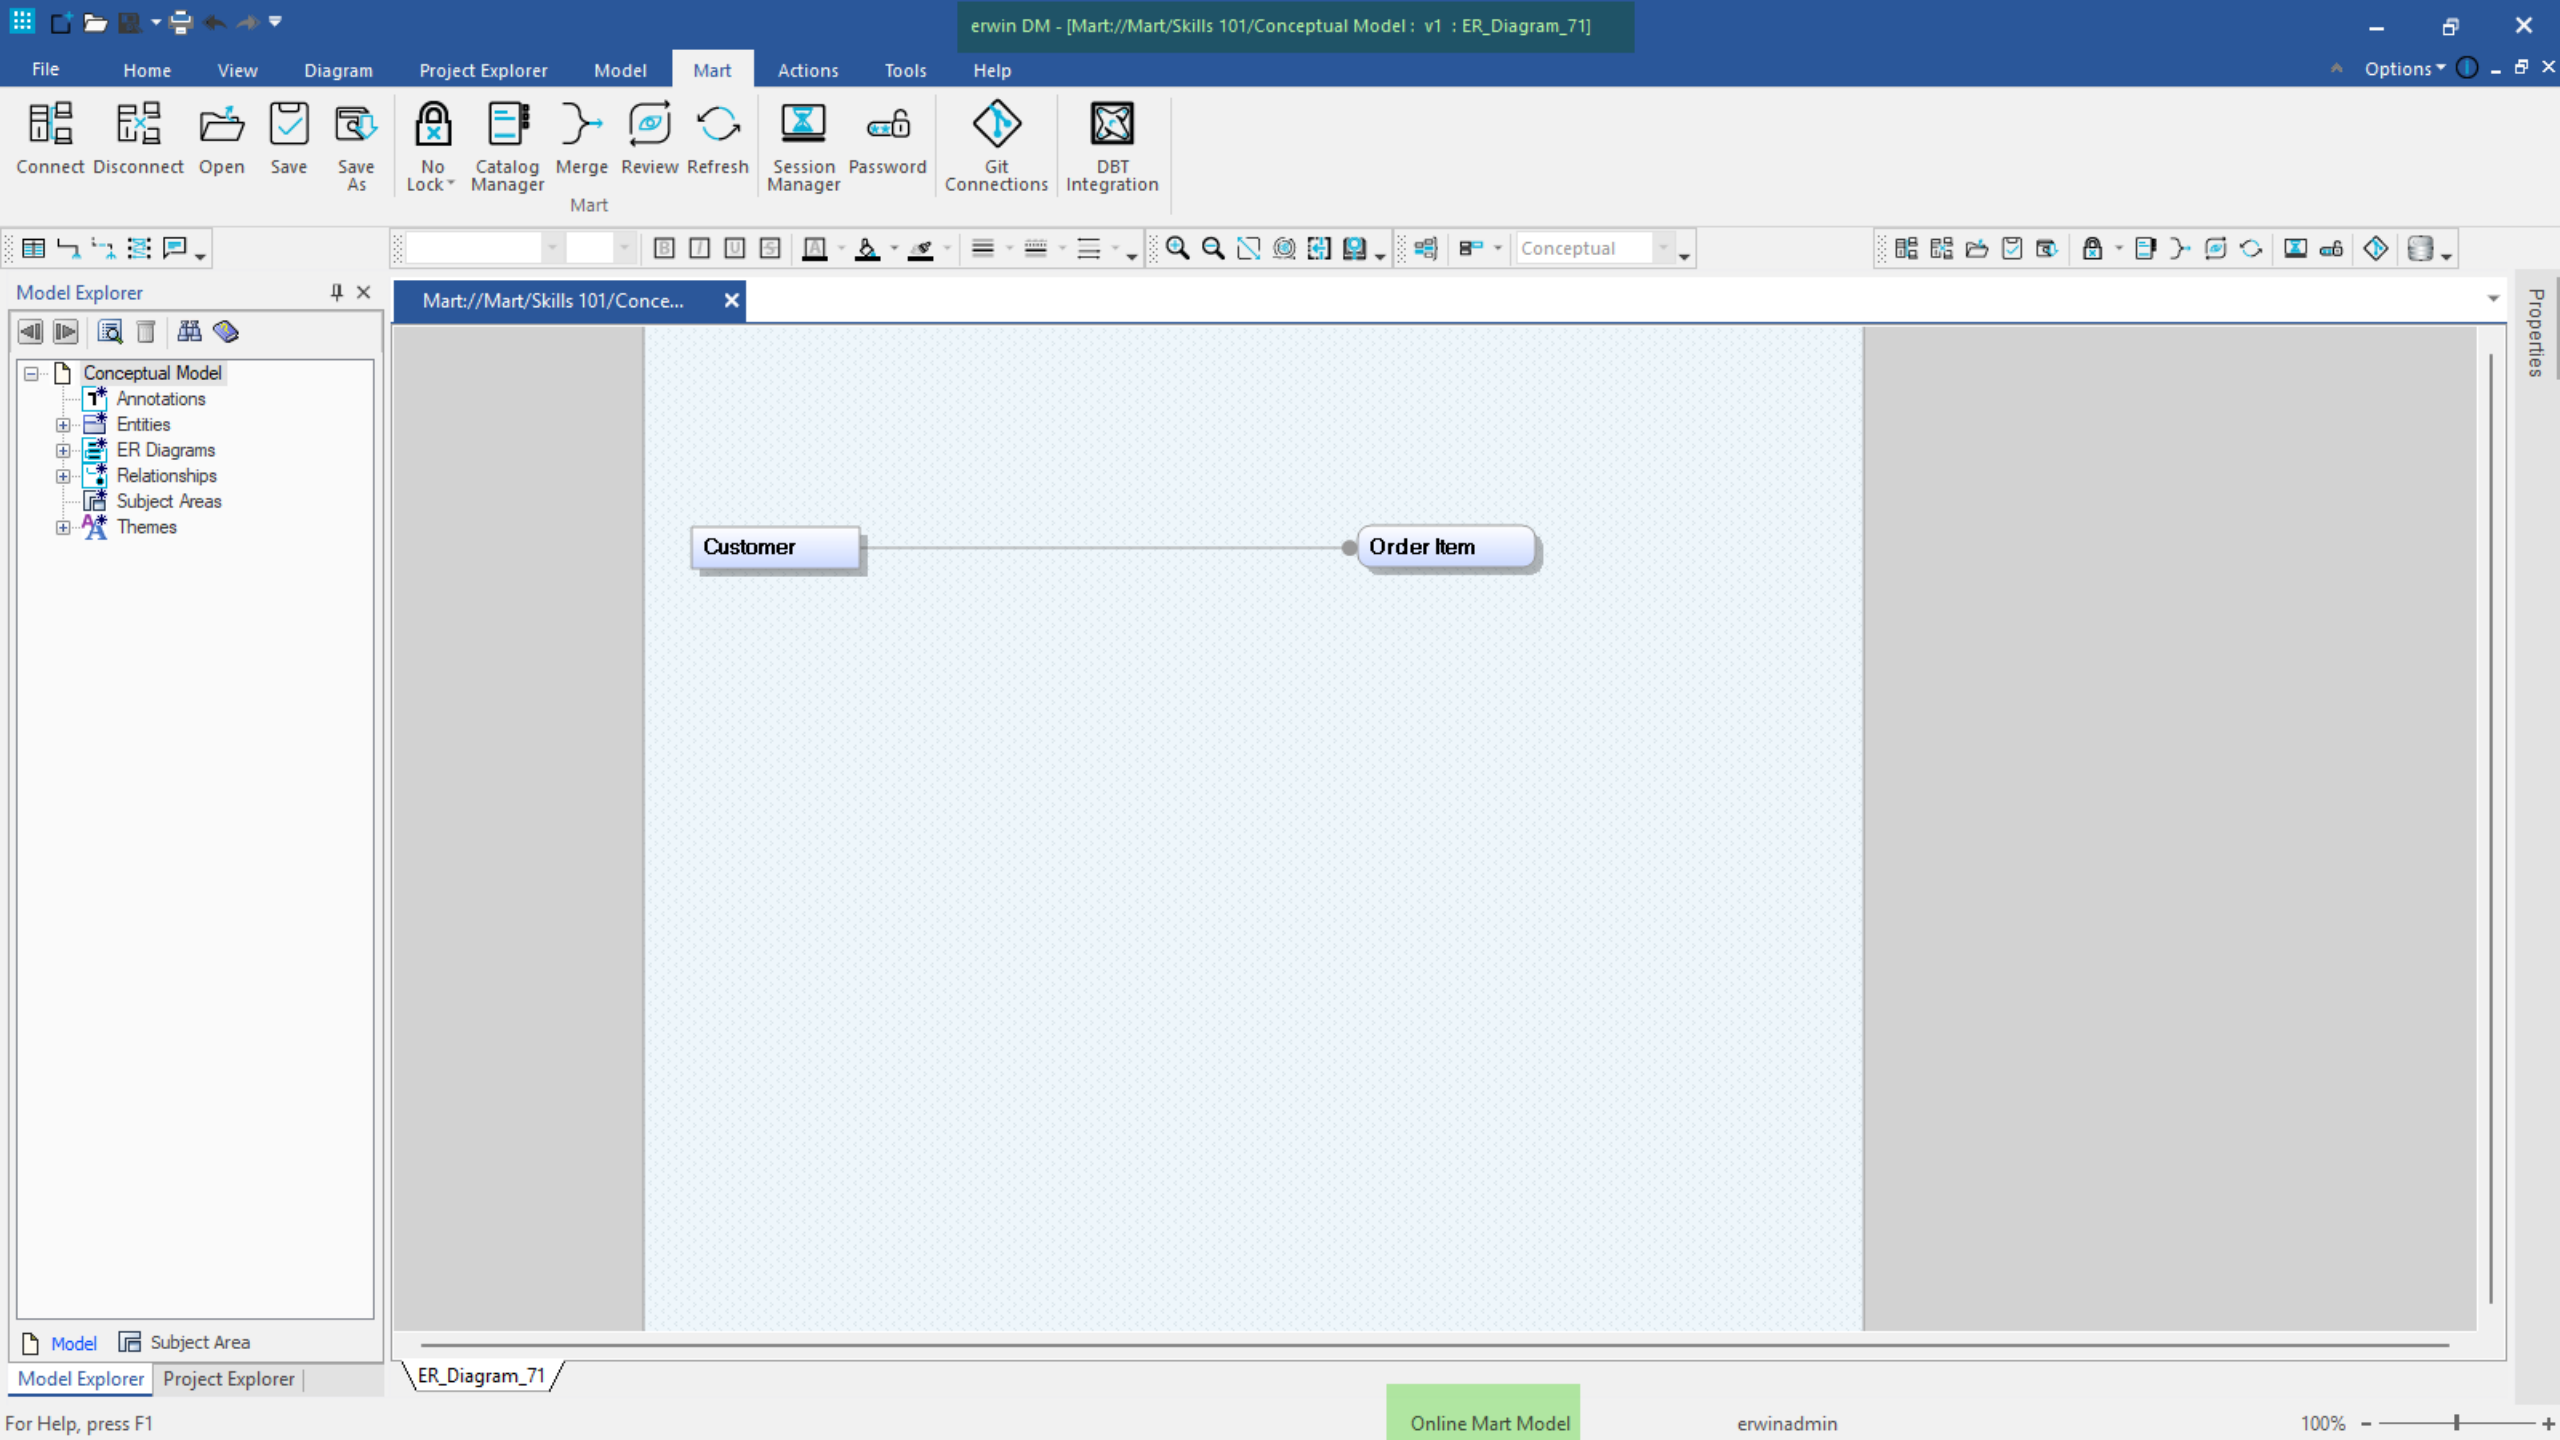 erwin DM - [Mart://Mart/Skills 101/Conceptual Model : v1 : ER_Diagram_71]
File Home View Diagram Project Explorer Model Mart Actions Tools Help Options
Connect Disconnect Open Save Save As No Lock Catalog Manager Merge Review Refresh Session Manager Password Git Connections DBT Integration
Mart
Conceptual
Model Explorer
Mart://Mart/Skills 101/Conce...
Properties
Conceptual Model
Annotations
Entities
ER Diagrams
Relationships
Subject Areas
Themes
Customer
Order Item
Model Subject Area
Model Explorer Project Explorer
ER_Diagram_71
For Help, press F1
Online Mart Model
erwinadmin
100%